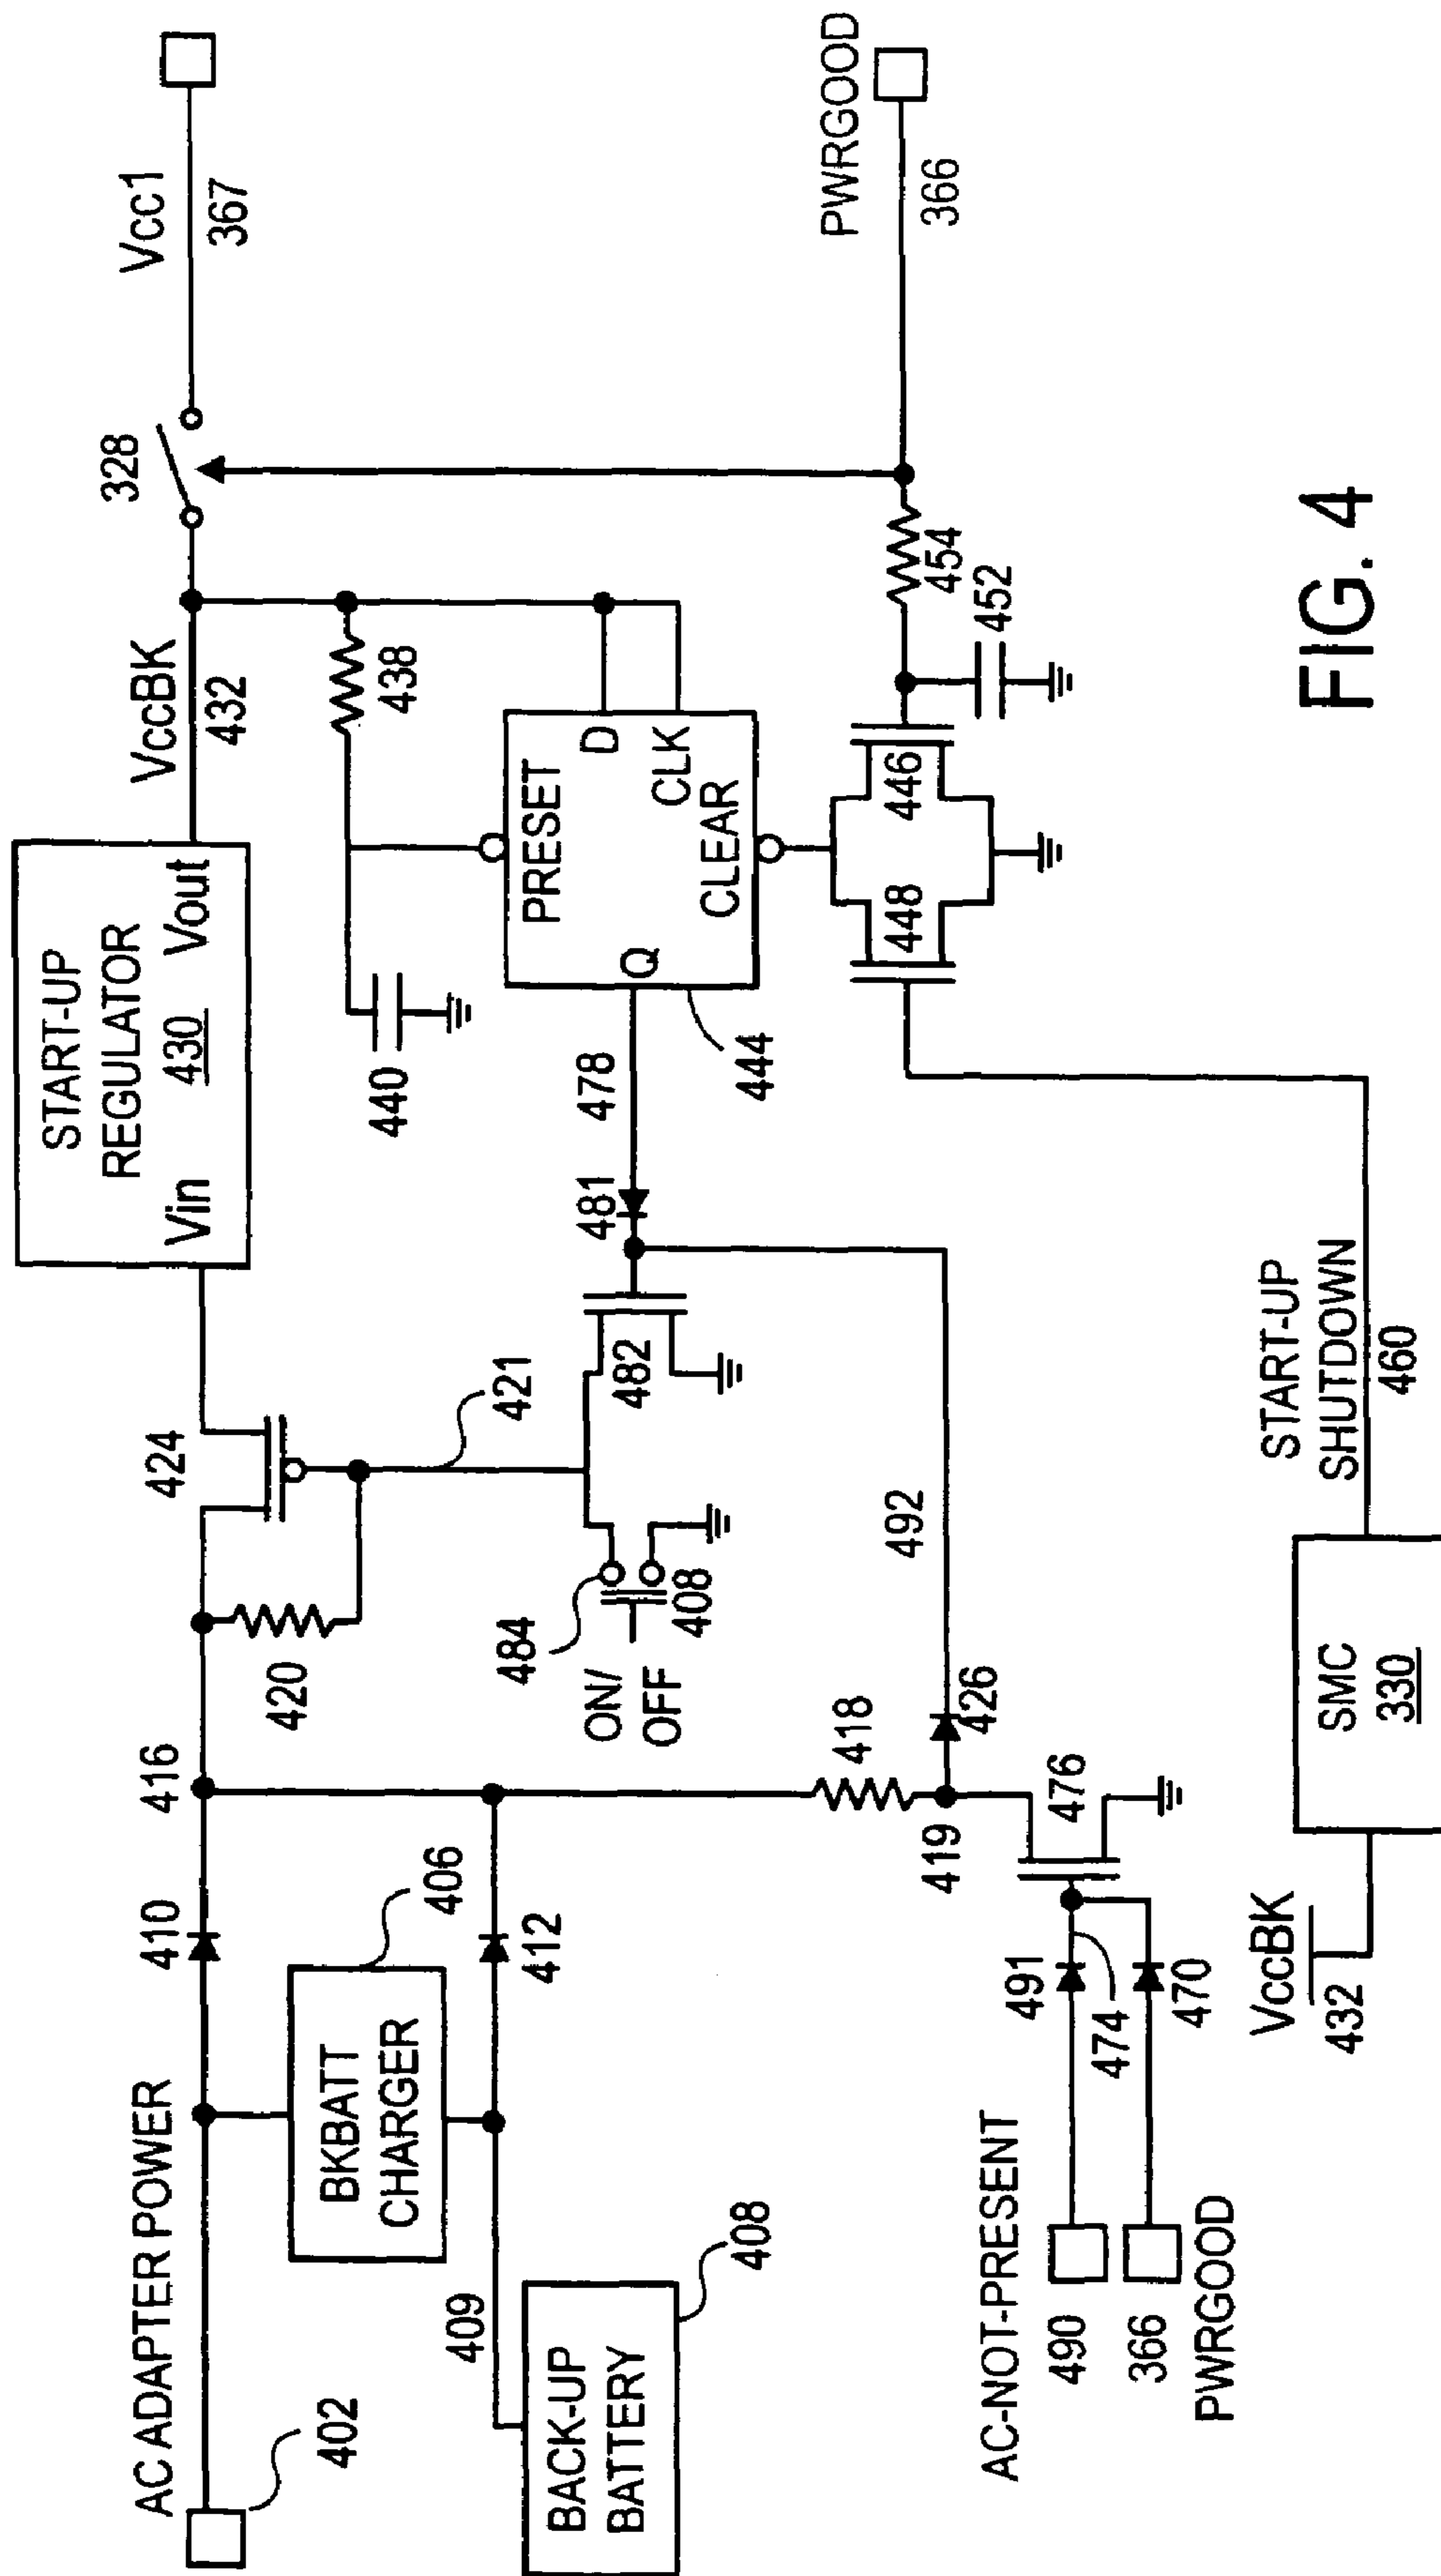 AC ADAPTER POWER
402
BKBATT
CHARGER
406
410
416
409
BACK-UP
BATTERY
408
412
420
424
421
START-UP
REGULATOR
430
Vin
Vout
VccBK
432
328
Vcc1
367
438
440
PRESET
D
CLK
CLEAR
Q
444
478
481
482
484
408
ON/
OFF
418
419
426
492
476
491
474
470
AC-NOT-PRESENT
490
366
PWRGOOD
448
446
452
454
PWRGOOD
366
START-UP
SHUTDOWN
460
SMC
330
VccBK
432
FIG. 4